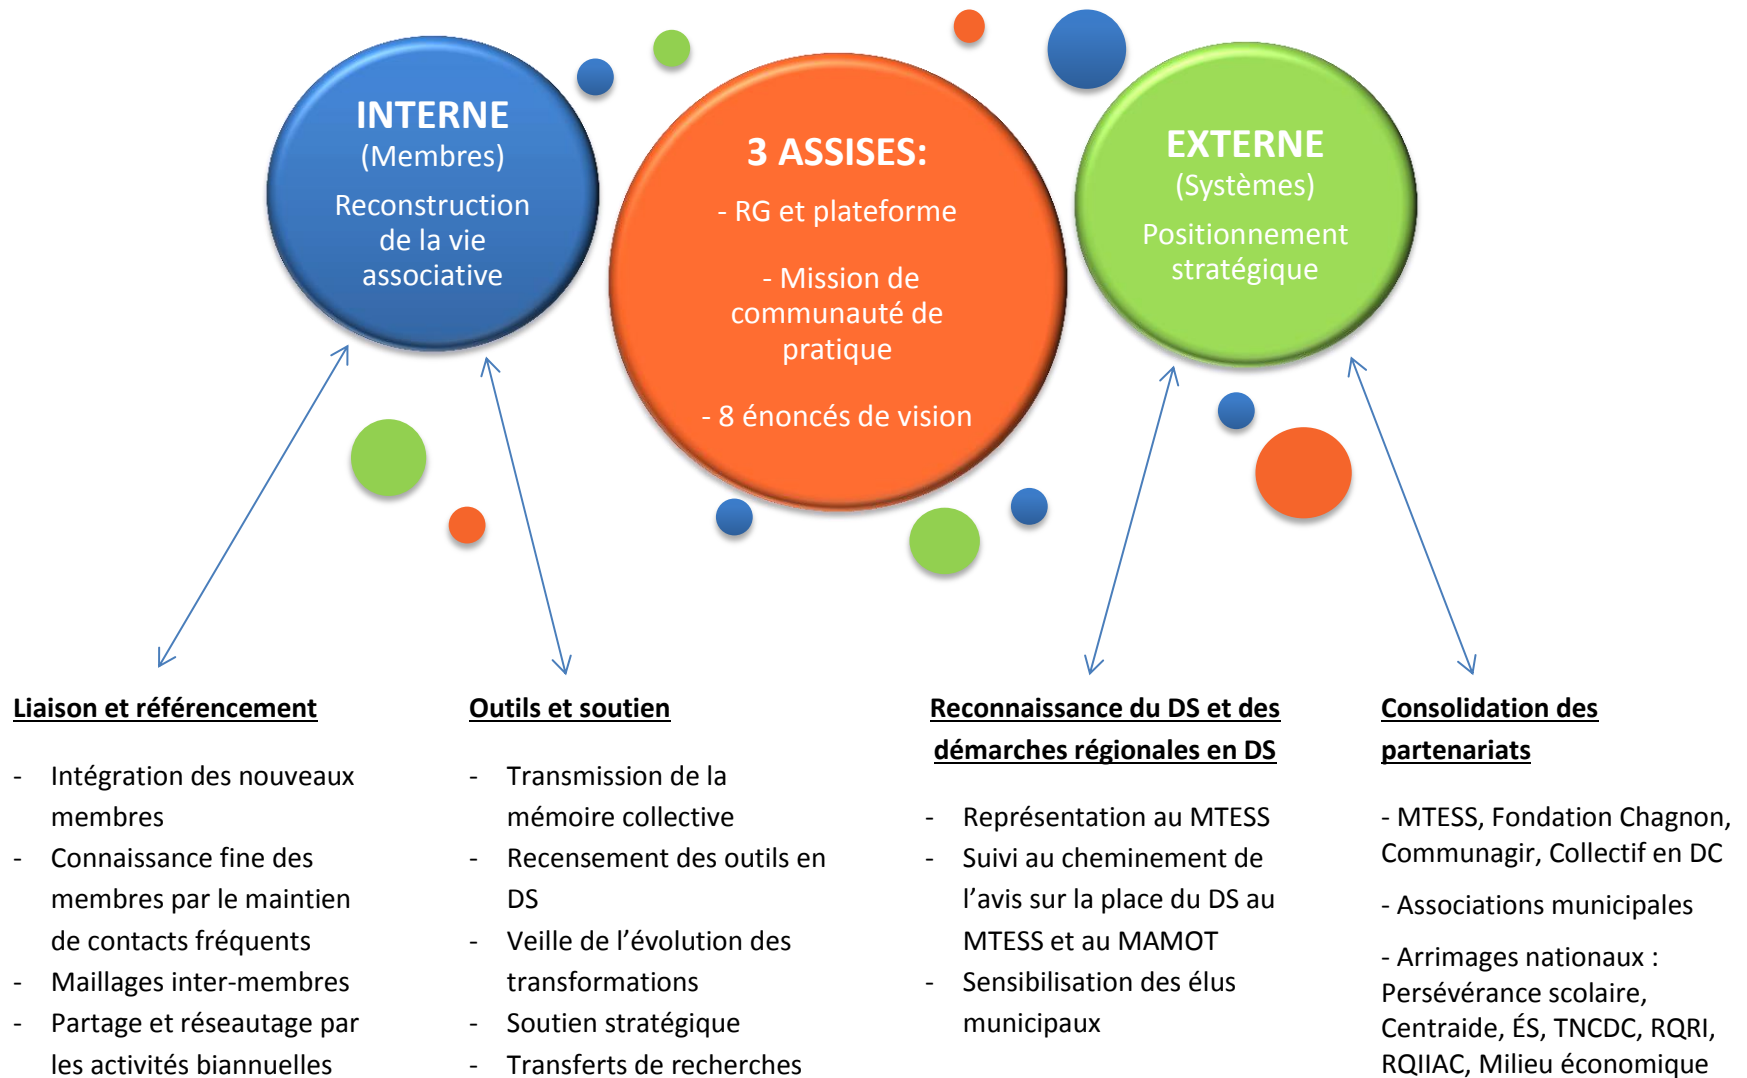 INTERNE
(Membres)
Reconstruction
de la vie
associative
3 ASSISES:
- RG et plateforme
- Mission de
communauté de
pratique
- 8 énoncés de vision
EXTERNE
(Systèmes)
Positionnement
stratégique
Liaison et référencement
- Intégration des nouveaux
membres
- Connaissance fine des
membres par le maintien
de contacts fréquents
- Maillages inter-membres
- Partage et réseautage par
les activités biannuelles
Outils et soutien
- Transmission de la
mémoire collective
- Recensement des outils en
DS
- Veille de l’évolution des
transformations
- Soutien stratégique
- Transferts de recherches
Reconnaissance du DS et des
démarches régionales en DS
- Représentation au MTESS
- Suivi au cheminement de
l’avis sur la place du DS au
MTESS et au MAMOT
- Sensibilisation des élus
municipaux
Consolidation des
partenariats
- MTESS, Fondation Chagnon,
Communagir, Collectif en DC
- Associations municipales
- Arrimages nationaux :
Persévérance scolaire,
Centraide, ÉS, TNCDC, RQRI,
RQIIAC, Milieu économique